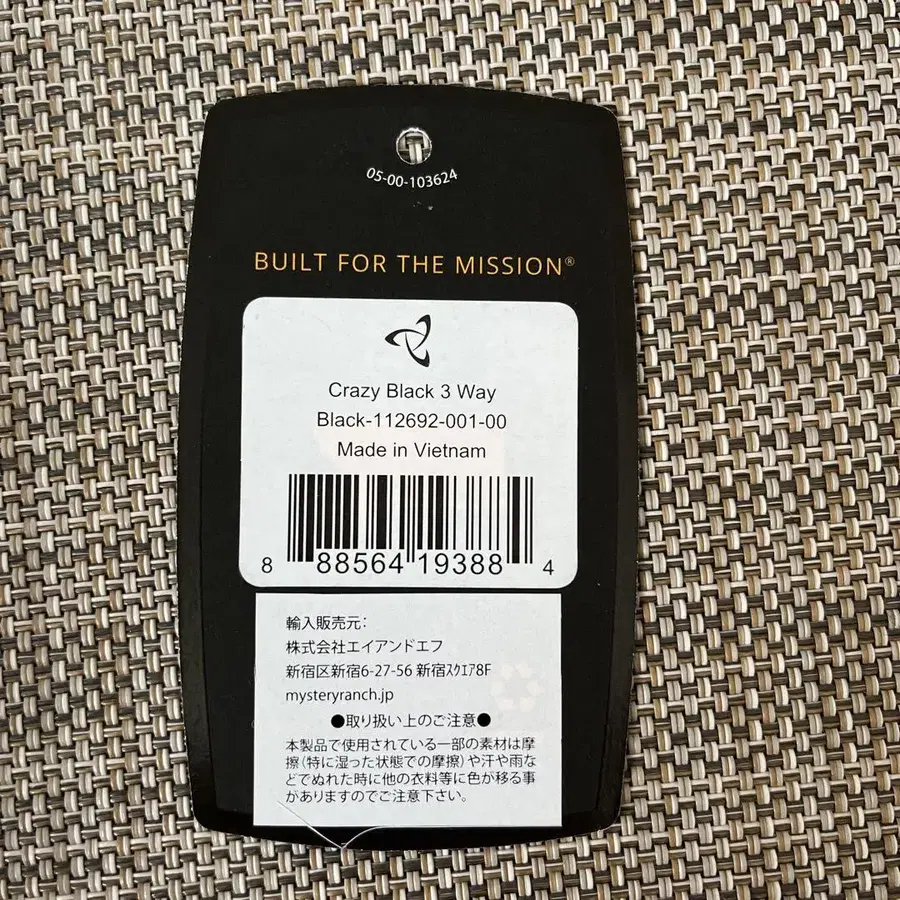 05-00-103624
BUILT FOR THE MISSION®
Crazy Black 3 Way
Black-112692-001-00
Made in Vietnam
8 88564 19388 4
輸入販売元:
株式会社エイアンドエフ
新宿区新宿6-27-56 新宿ｽｸｴｱ8F
mysteryranch.jp
●取り扱い上のご注意●
本製品で使用されている一部の素材は摩
擦(特に湿った状態での摩擦)や汗や雨な
どでぬれた時に他の衣料等に色が移る事
がありますのでご注意下さい。